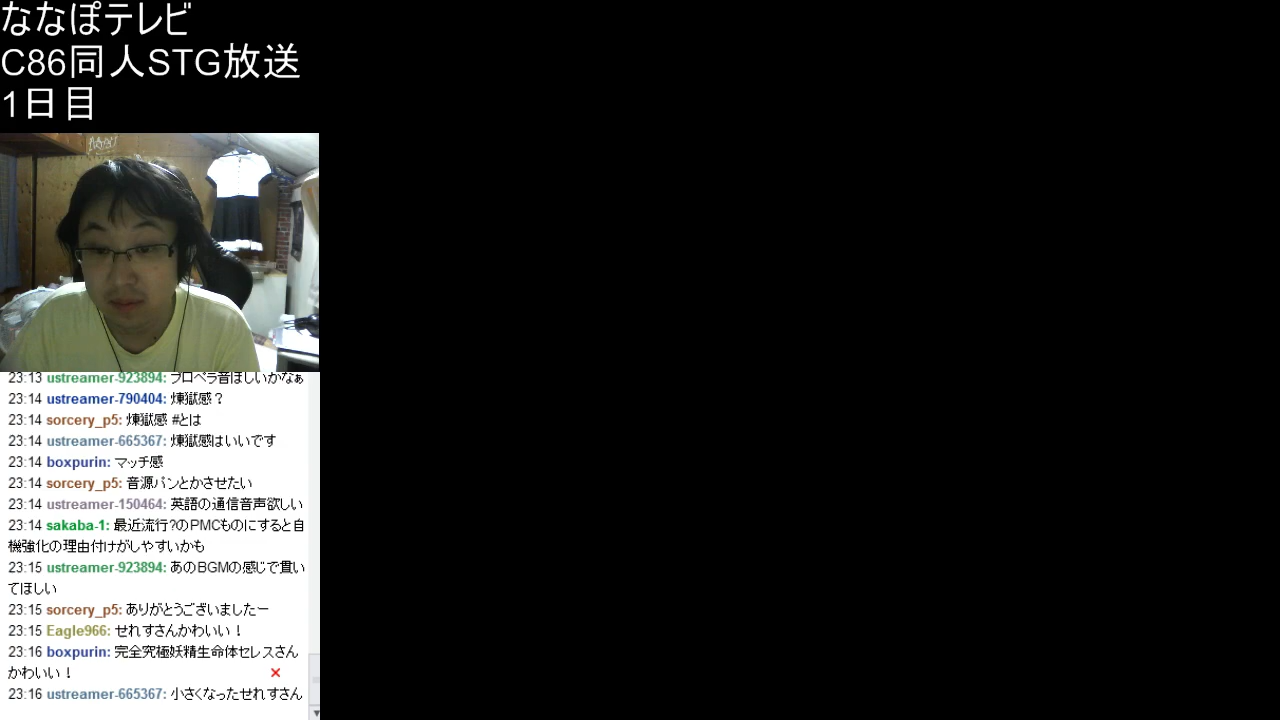 ななぽテレビ
C86同人STG放送
1日目
23:13 ustreamer-923894: プロペラ音ほしいかなぁ
23:14 ustreamer-790404: 煉獄感？
23:14 sorcery_p5: 煉獄感 #とは
23:14 ustreamer-665367: 煉獄感はいいです
23:14 boxpurin: マッチ感
23:14 sorcery_p5: 音源パンとかさせたい
23:14 ustreamer-150464: 英語の通信音声欲しい
23:14 sakaba-1: 最近流行?のPMCものにすると自
機強化の理由付けがしやすいかも
23:15 ustreamer-923894: あのBGMの感じで貫い
てほしい
23:15 sorcery_p5: ありがとうございましたー
23:15 Eagle966: せれすさんかわいい！
23:16 boxpurin: 完全究極妖精生命体セレスさん
かわいい！
23:16 ustreamer-665367: 小さくなったせれすさん